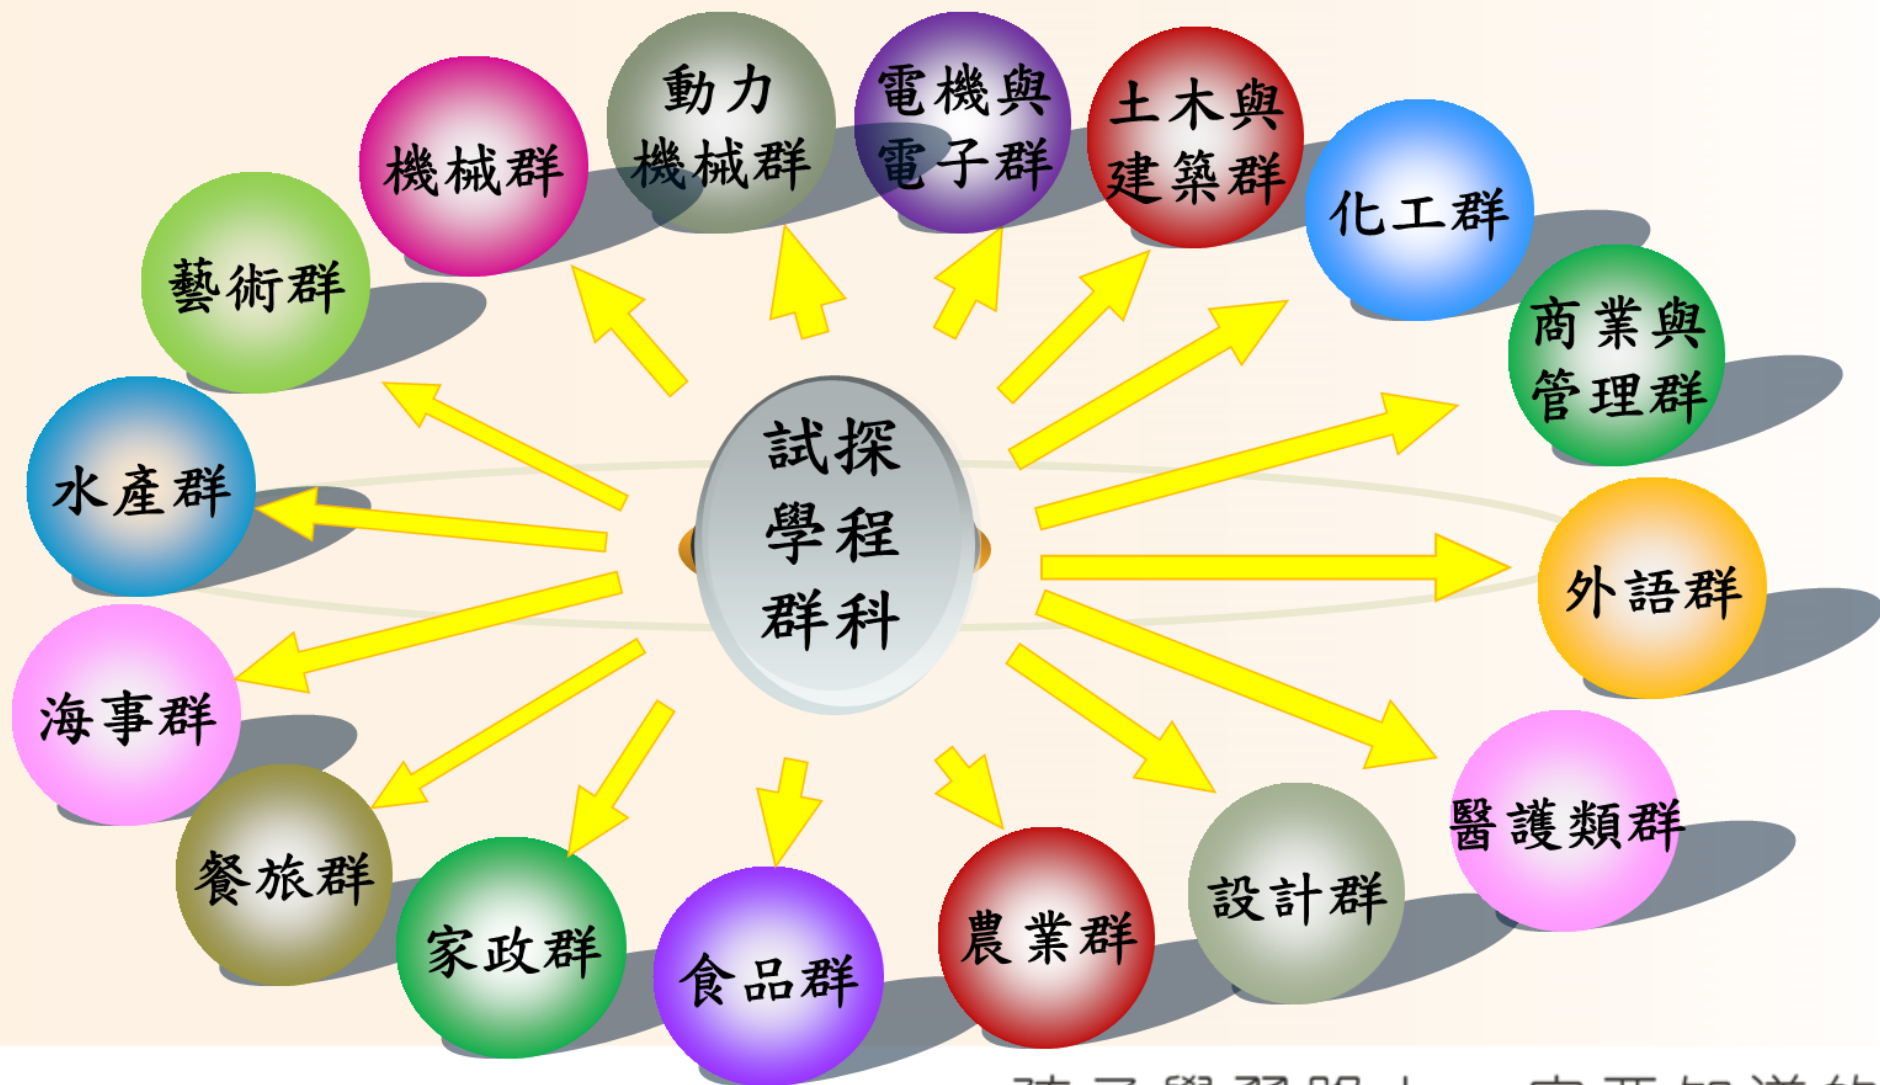 動力
機械群
電機與
電子群
土木與
建築群
機械群
化工群
藝術群
商業與
管理群
試探
學程
群科
水產群
外語群
海事群
醫護類群
餐旅群
設計群
家政群
農業群
食品群